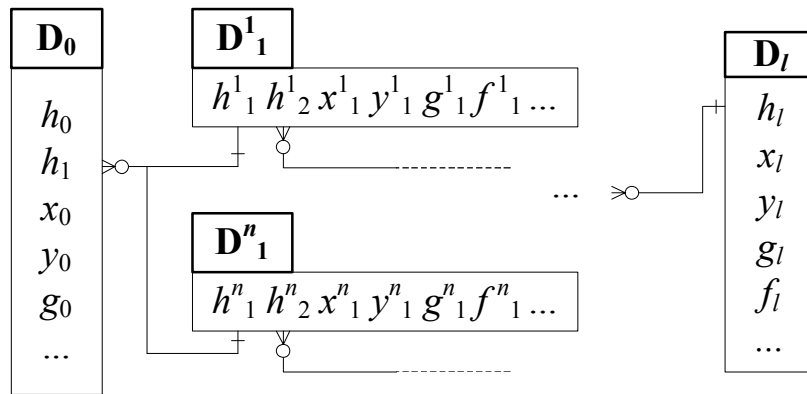 D₀
h₀
h₁
x₀
y₀
g₀
...
D¹₁
h¹₁ h¹₂ x¹₁ y¹₁ g¹₁ f¹₁ ...
...
Dⁿ₁
hⁿ₁ hⁿ₂ xⁿ₁ yⁿ₁ gⁿ₁ fⁿ₁ ...
Dₗ
hₗ
xₗ
yₗ
gₗ
fₗ
...